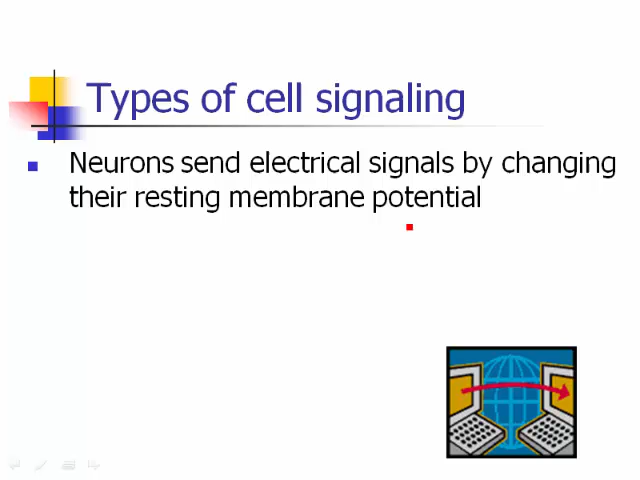 Types of cell signaling
Neurons send electrical signals by changing
their resting membrane potential